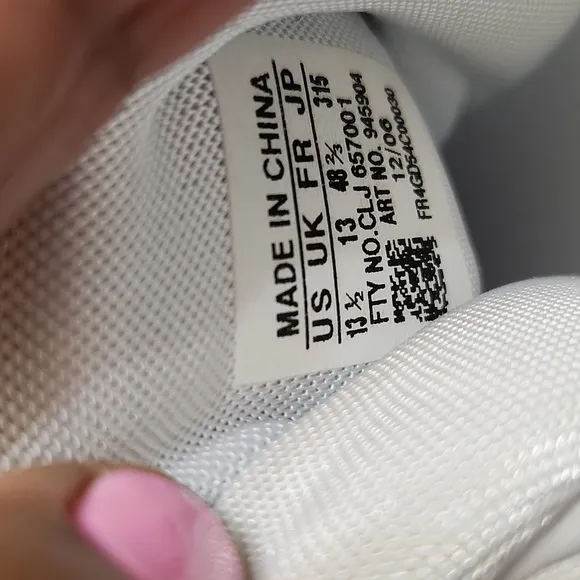 MADE IN CHINA
US UK FR JP
13 ½ 13 48 ⅔ 315
FTY NO.CLJ 657001
ART NO. 945904
12/06
FR4GD54C00030